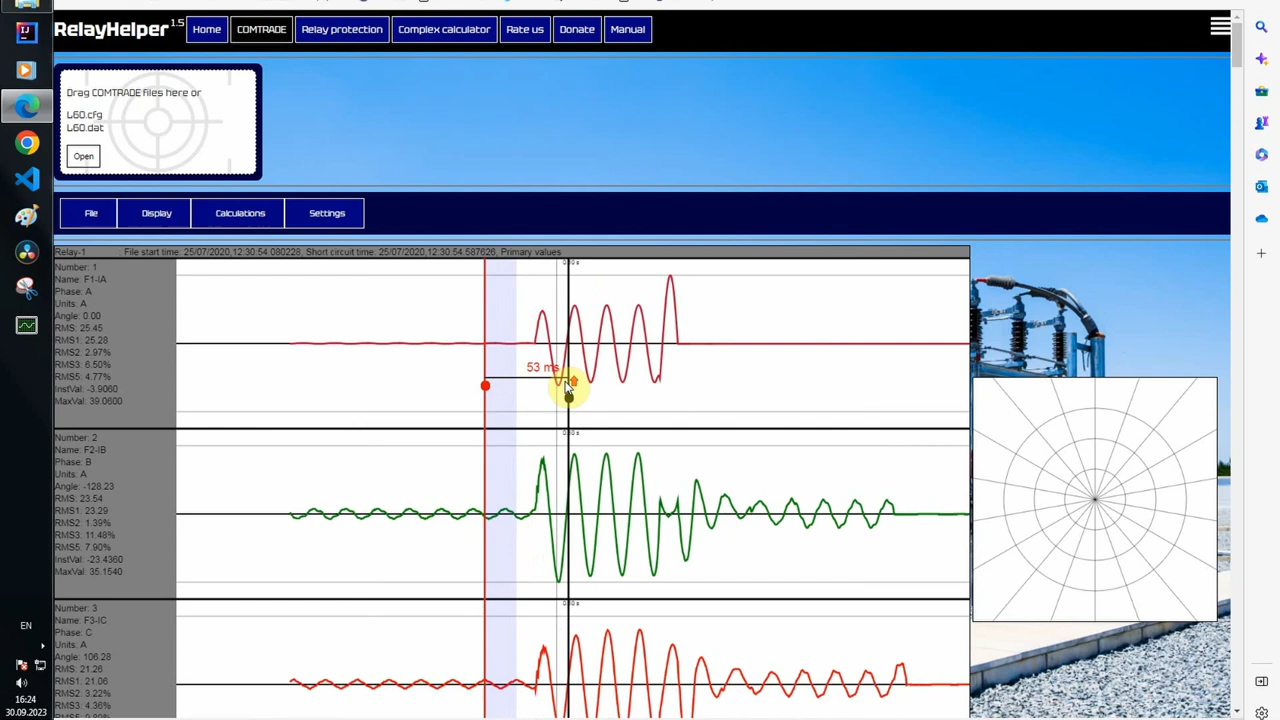 RelayHelper 1.5
Home
COMTRADE
Relay protection
Complex calculator
Rate us
Donate
Manual
Drag COMTRADE files here or
L60.cfg
L60.dat
Open
File
Display
Calculations
Settings
Relay-1 : File start time: 25/07/2020,12:30:54.080228, Short circuit time: 25/07/2020,12:30:54.587626, Primary values
Number: 1
Name: F1-IA
Phase: A
Units: A
Angle: 0.00
RMS: 25.45
RMS1: 25.28
RMS2: 2.97%
RMS3: 6.50%
RMS5: 4.77%
InstVal: -3.9060
MaxVal: 39.0600
53 ms
Number: 2
Name: F2-IB
Phase: B
Units: A
Angle: -128.23
RMS: 23.54
RMS1: 23.29
RMS2: 1.39%
RMS3: 11.48%
RMS5: 7.90%
InstVal: -23.4360
MaxVal: 35.1540
Number: 3
Name: F3-IC
Phase: C
Units: A
Angle: 106.28
RMS: 21.26
RMS1: 21.06
RMS2: 3.22%
RMS3: 4.36%
EN
16:24
30.09.2023